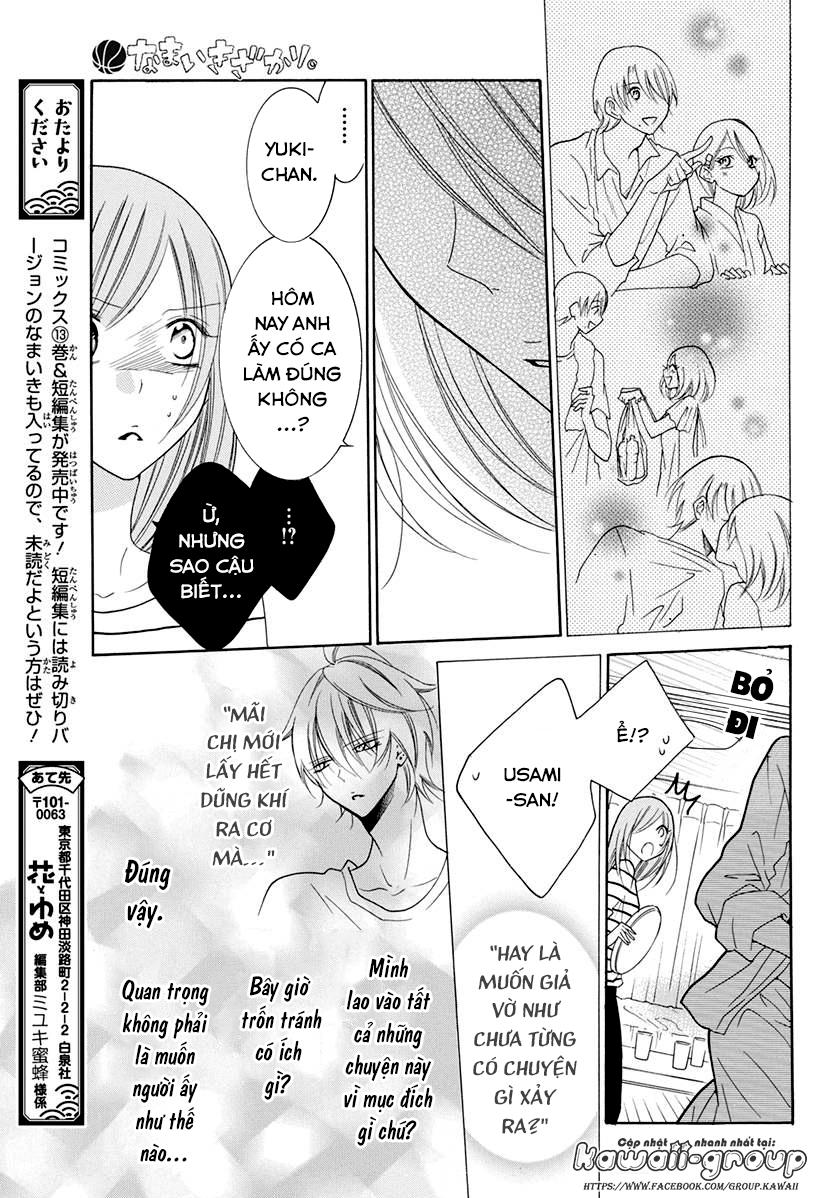 なまいきざかり。
YUKI-
CHAN.
HÔM
NAY ANH
ẤY CÓ CA
LÀM ĐÚNG
KHÔNG
...?
...!?
Ừ,
NHƯNG
SAO CẬU
BIẾT...
BỎ
ĐI
Ể!?
USAMI
-SAN!
"HAY LÀ
MUỐN GIẢ
VỜ NHƯ
CHƯA TỪNG
CÓ CHUYỆN
GÌ XẢY
RA?"
"MÃI
CHỊ MỚI
LẤY HẾT
DŨNG KHÍ
RA CƠ
MÀ..."
Mình
lao vào tất
cả những
chuyện này
vì mục đích
gì chứ?
Bây giờ
trốn tránh
có ích
gì?
Đúng
vậy.
Quan trọng
không phải
là muốn
người ấy
như thế
nào...
おたより
ください
コミックス⑬巻&短編集が発売中です! 短編集には読み切りバ
ージョンのなまいきも入ってるので、未読だよという方はぜひ!
あて先
〒101-
0063
東京都千代田区神田淡路町2-2-2 白泉社
花とゆめ 編集部 ミユキ蜜蜂 様係
Cập nhật nhanh nhất tại:
kawaii-group
HTTPS://WWW.FACEBOOK.COM/GROUP.KAWAII